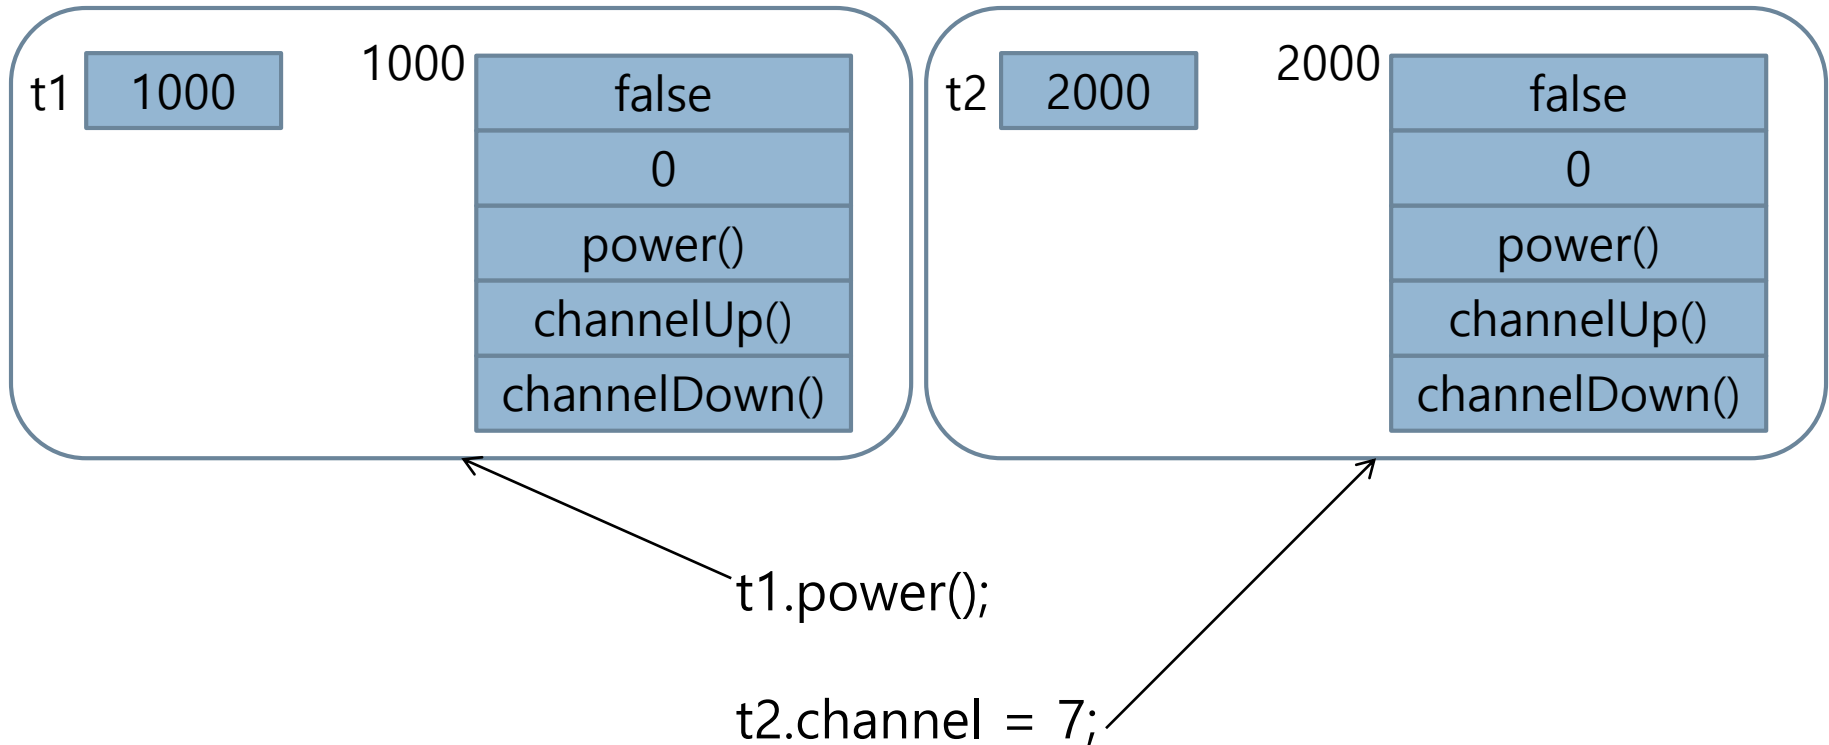 t1
1000
1000
false
0
power()
channelUp()
channelDown()
t2
2000
2000
false
0
power()
channelUp()
channelDown()
t1.power();
t2.channel = 7;